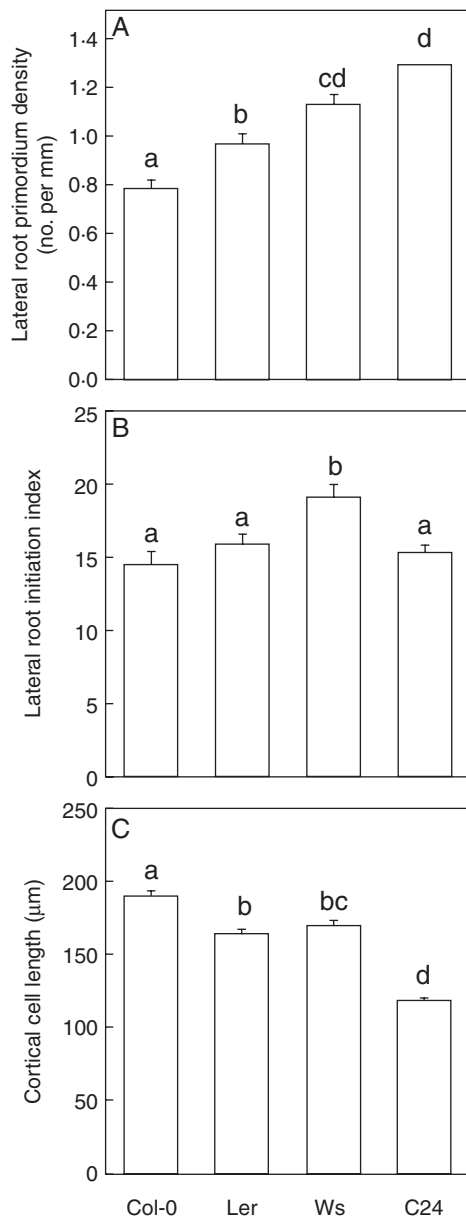 A
Lateral root primordium density
(no. per mm)
1·4
1·2
1·0
0·8
0·6
0·4
0·2
0·0
a
b
cd
d
B
Lateral root initiation index
25
20
15
10
5
0
a
a
b
a
C
Cortical cell length (μm)
250
200
150
100
50
0
a
b
bc
d
Col-0
Ler
Ws
C24